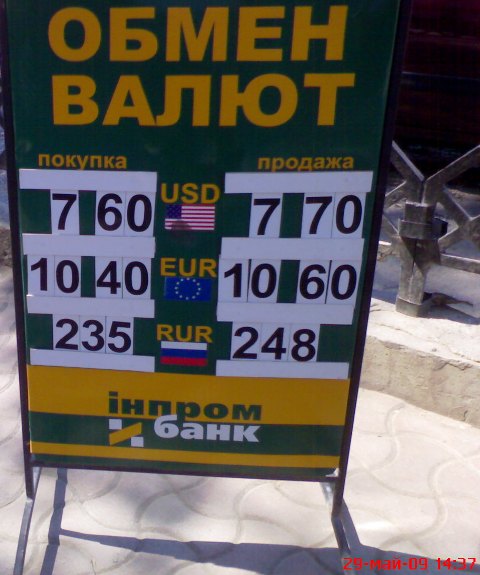 ОБМЕН
ВАЛЮТ
покупка продажа
7 60 USD 7 70
10 40 EUR 10 60
235 RUR 248
інпром
банк
29-май-09 14:37